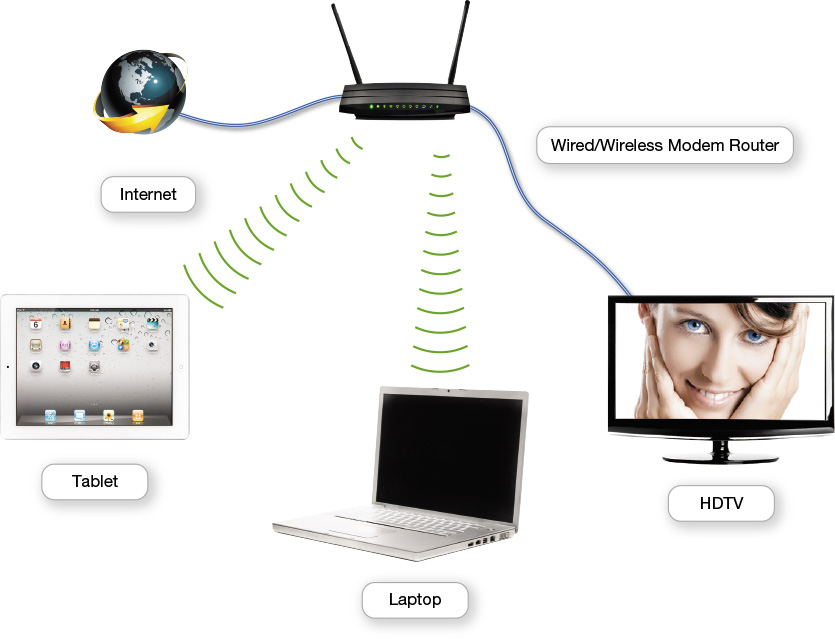 Wired/Wireless Modem Router
Internet
Tablet
HDTV
Laptop